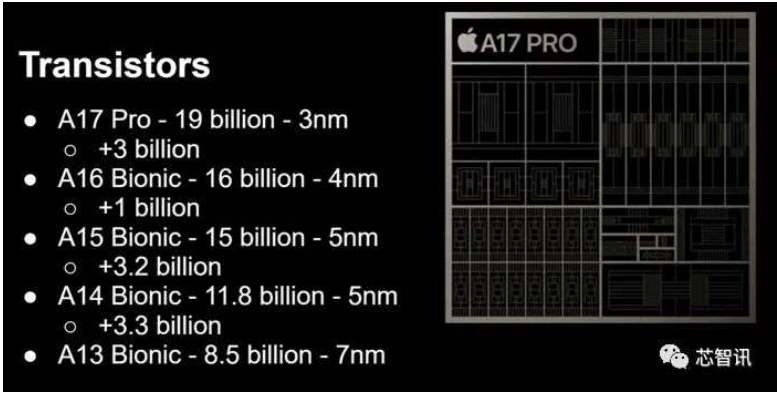 Transistors
● A17 Pro - 19 billion - 3nm
○ +3 billion
● A16 Bionic - 16 billion - 4nm
○ +1 billion
● A15 Bionic - 15 billion - 5nm
○ +3.2 billion
● A14 Bionic - 11.8 billion - 5nm
○ +3.3 billion
● A13 Bionic - 8.5 billion - 7nm
A17 PRO
芯智讯